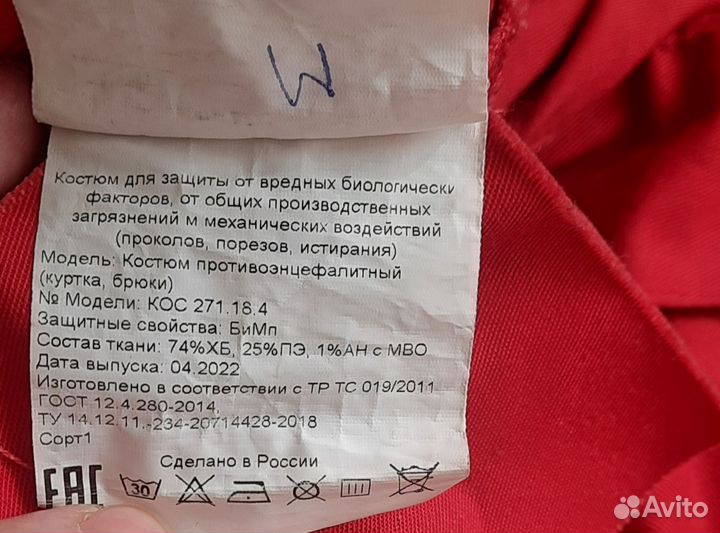 M
Костюм для защиты от вредных биологически
факторов, от общих производственных
загрязнений м механических воздействий
(проколов, порезов, истирания)
Модель: Костюм противоэнцефалитный
(куртка, брюки)
№ Модели: КОС 271.18.4
Защитные свойства: БиМп
Состав ткани: 74%ХБ, 25%ПЭ, 1%АН с МВО
Дата выпуска: 04.2022
Изготовлено в соответствии с ТР ТС 019/2011
ГОСТ 12.4.280-2014,
ТУ 14.12.11.-234-20714428-2018
Сорт1
Сделано в России
EAC 30
Avito